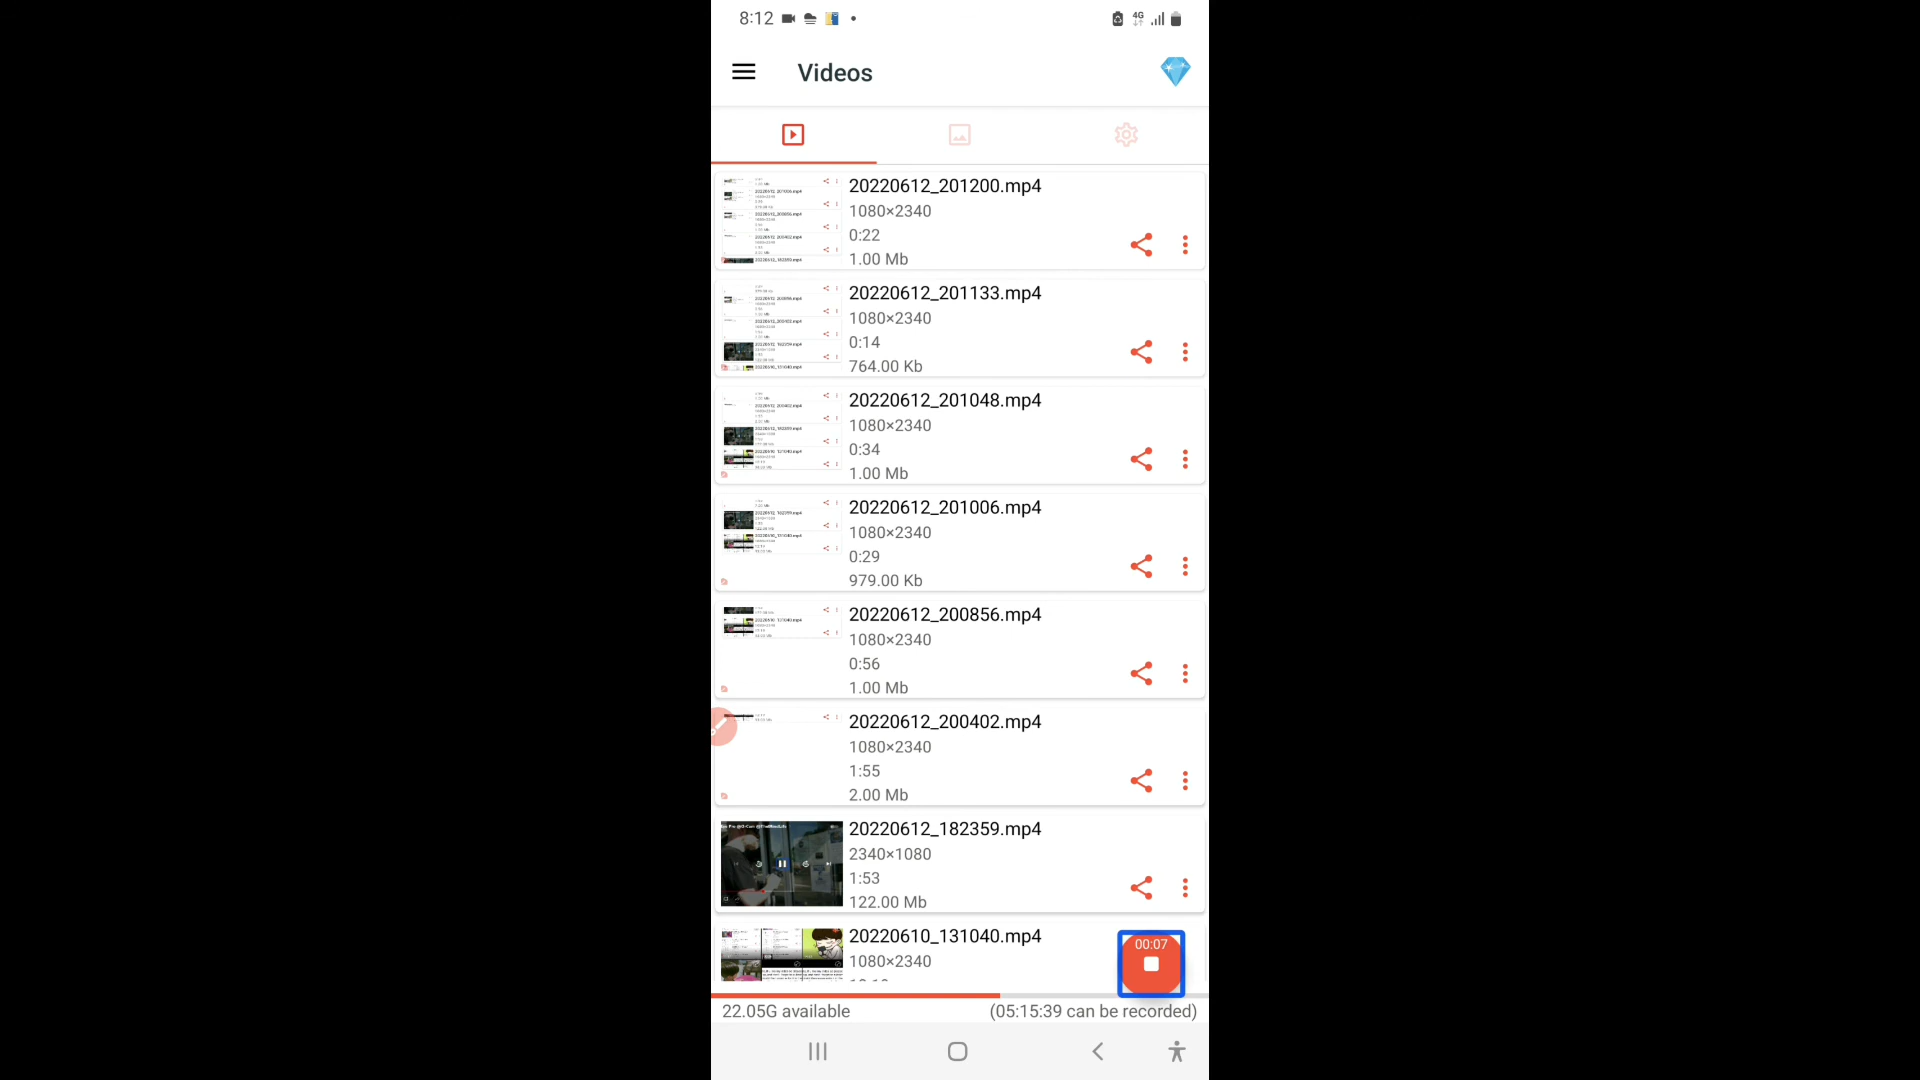 8:12
4G
Videos
20220612_201200.mp4
1080×2340
0:22
1.00 Mb
20220612_201133.mp4
1080×2340
0:14
764.00 Kb
20220612_201048.mp4
1080×2340
0:34
1.00 Mb
20220612_201006.mp4
1080×2340
0:29
979.00 Kb
20220612_200856.mp4
1080×2340
0:56
1.00 Mb
20220612_200402.mp4
1080×2340
1:55
2.00 Mb
20220612_182359.mp4
2340×1080
1:53
122.00 Mb
20220610_131040.mp4
1080×2340
00:07
22.05G available
(05:15:39 can be recorded)